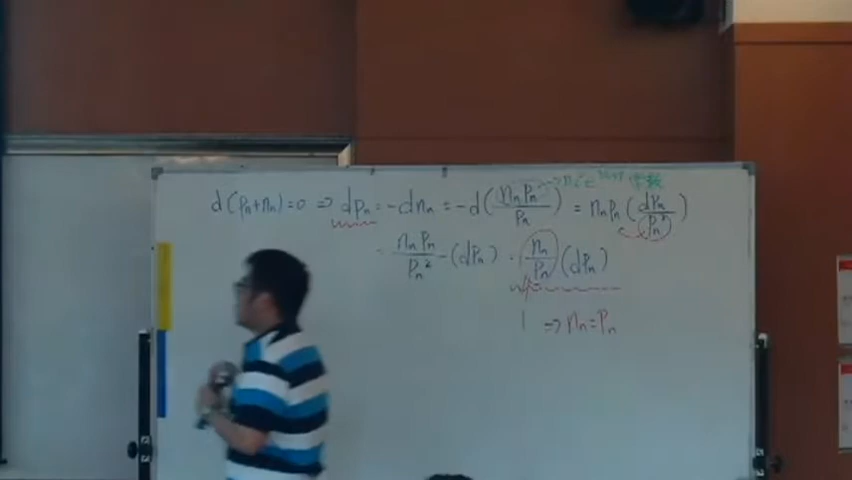 d(pₙ+nₙ)=0 ⇒ dpₙ = -dnₙ = -d(nₙpₙ/pₙ) = nₙpₙ(dpₙ/pₙ²)
= nₙpₙ/pₙ² (dpₙ) = nₙ/pₙ (dpₙ)
1 ⇒ nₙ=pₙ